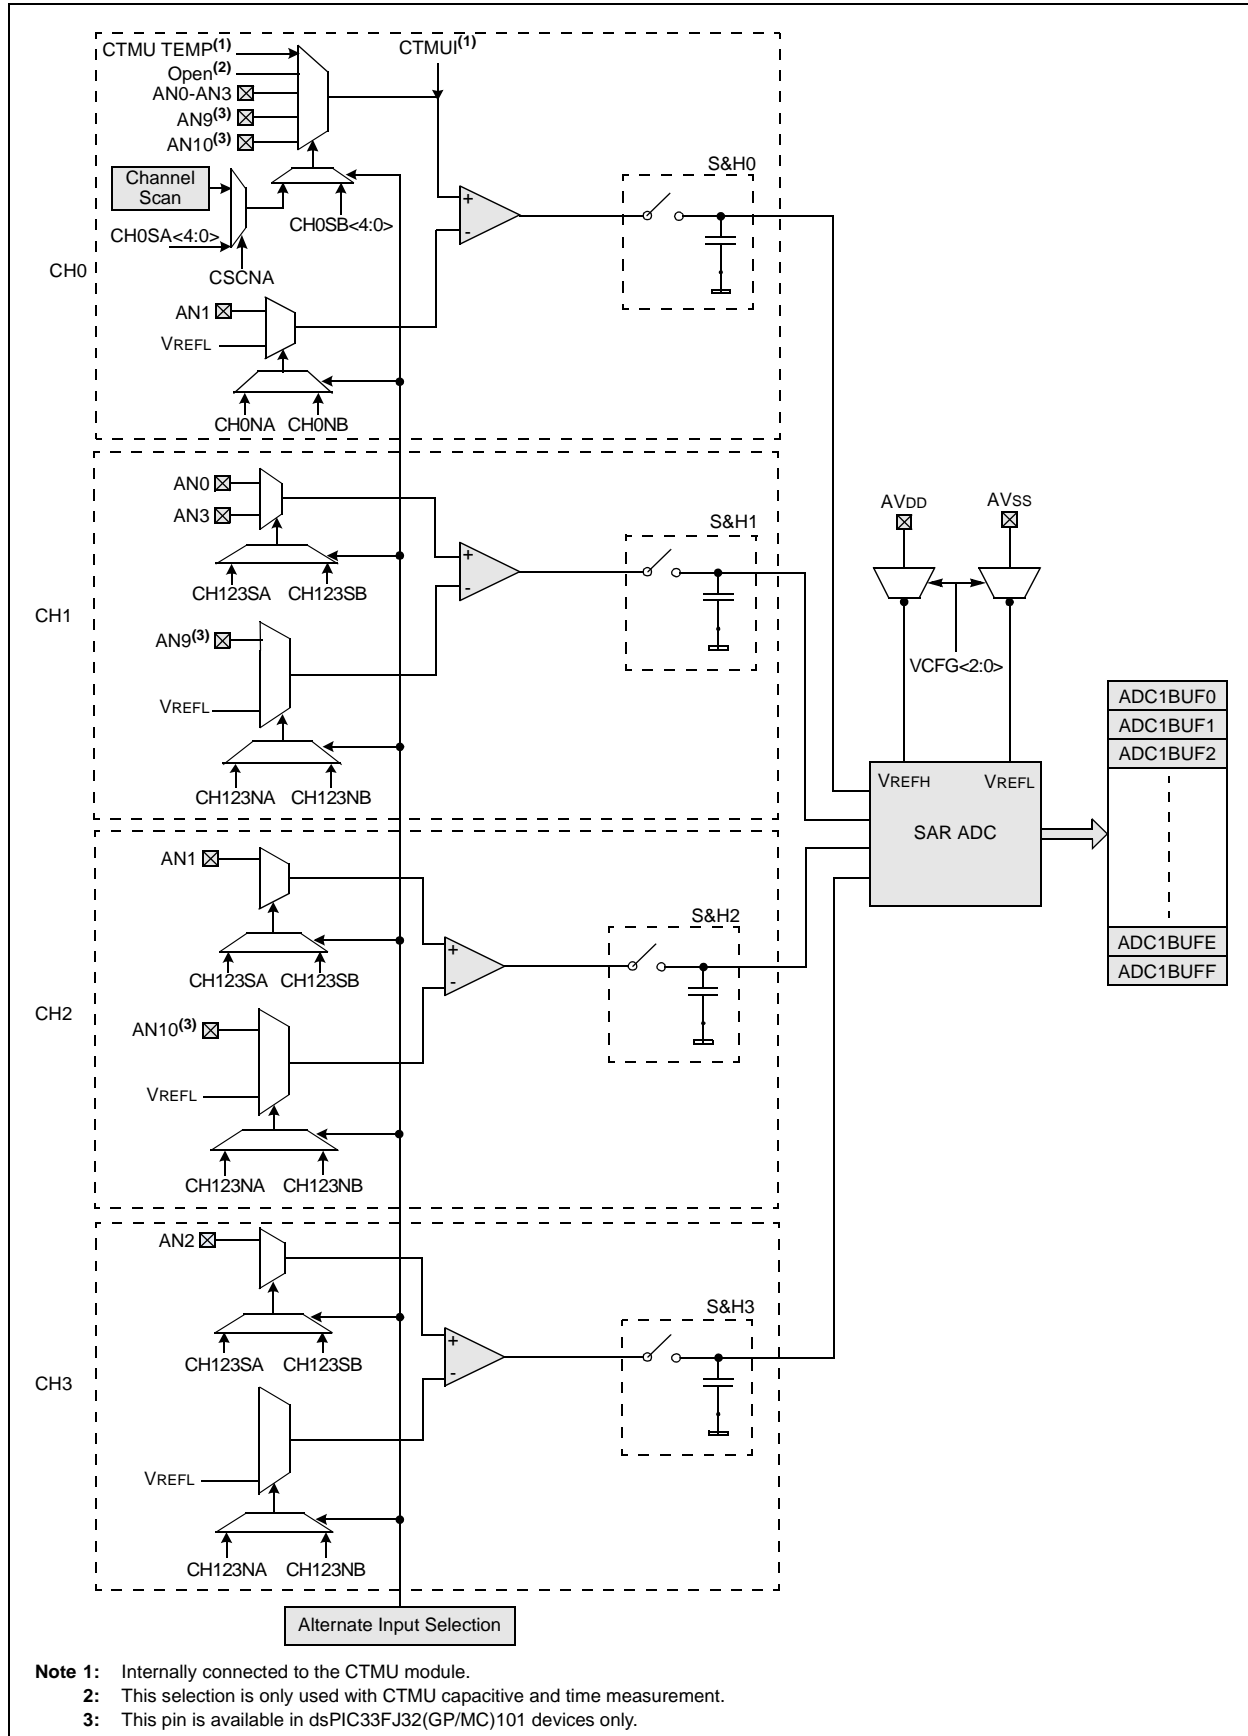 CTMU TEMP(1)
CTMUI(1)
Open(2)
AN0-AN3
AN9(3)
AN10(3)
Channel
Scan
CH0SA<4:0>
CH0SB<4:0>
CSCNA
S&H0
+
-
CH0
AN1
VREFL
CH0NA CH0NB
AN0
AN3
CH123SA CH123SB
S&H1
+
-
CH1
AN9(3)
VREFL
CH123NA CH123NB
AVDD AVSS
VCFG<2:0>
VREFH VREFL
SAR ADC
ADC1BUF0
ADC1BUF1
ADC1BUF2
ADC1BUFE
ADC1BUFF
AN1
CH123SA CH123SB
S&H2
+
-
CH2
AN10(3)
VREFL
CH123NA CH123NB
AN2
CH123SA CH123SB
S&H3
+
-
CH3
VREFL
CH123NA CH123NB
Alternate Input Selection
Note 1: Internally connected to the CTMU module.
2: This selection is only used with CTMU capacitive and time measurement.
3: This pin is available in dsPIC33FJ32(GP/MC)101 devices only.